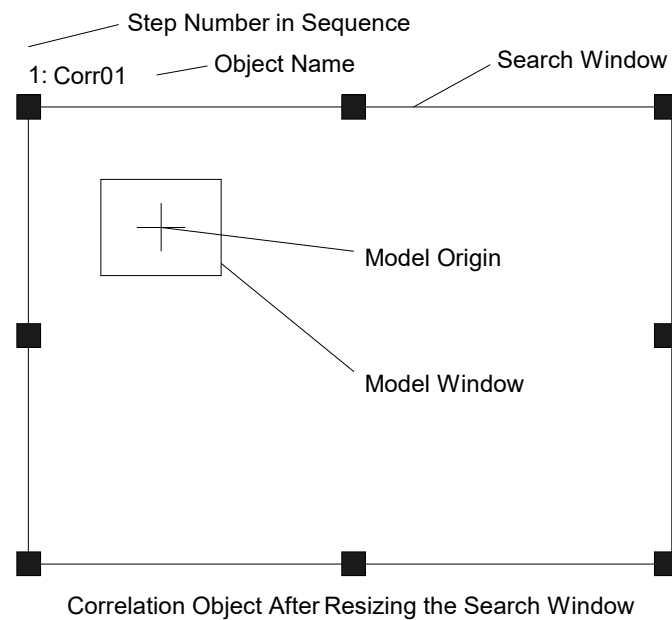 Step Number in Sequence
Object Name
Search Window
1: Corr01
Model Origin
Model Window
Correlation Object After Resizing the Search Window